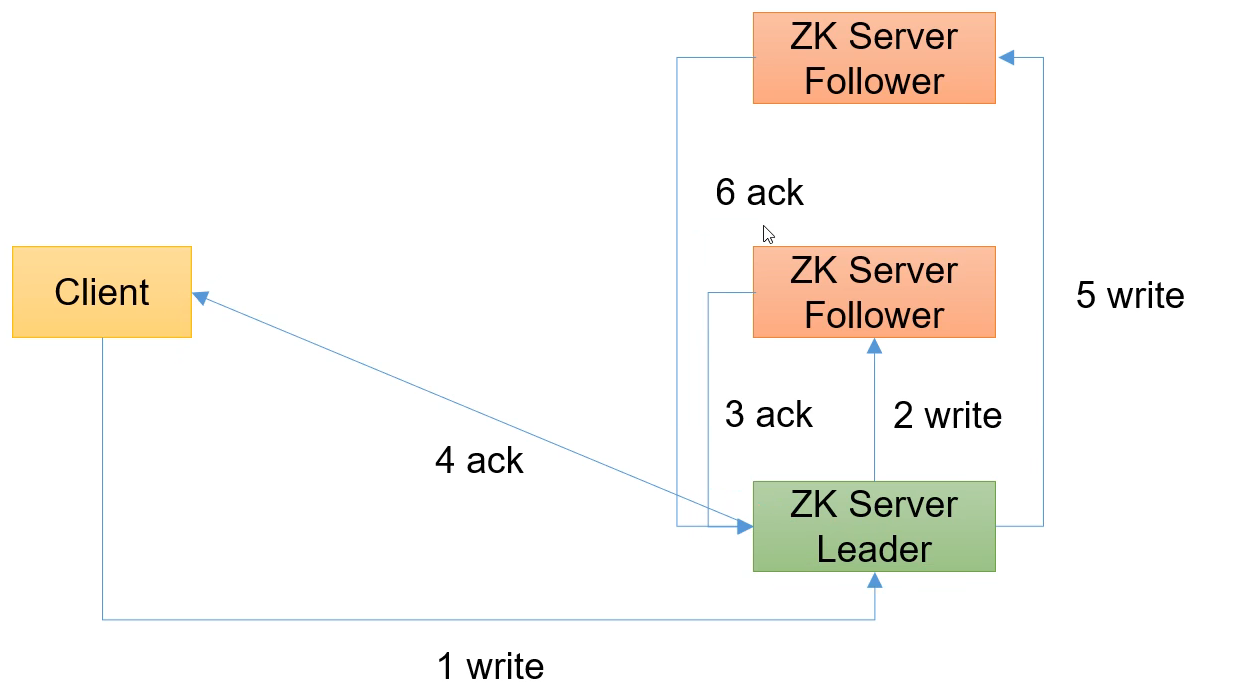 ZK Server
Follower
6 ack
Client
ZK Server
Follower
5 write
3 ack
2 write
4 ack
ZK Server
Leader
1 write